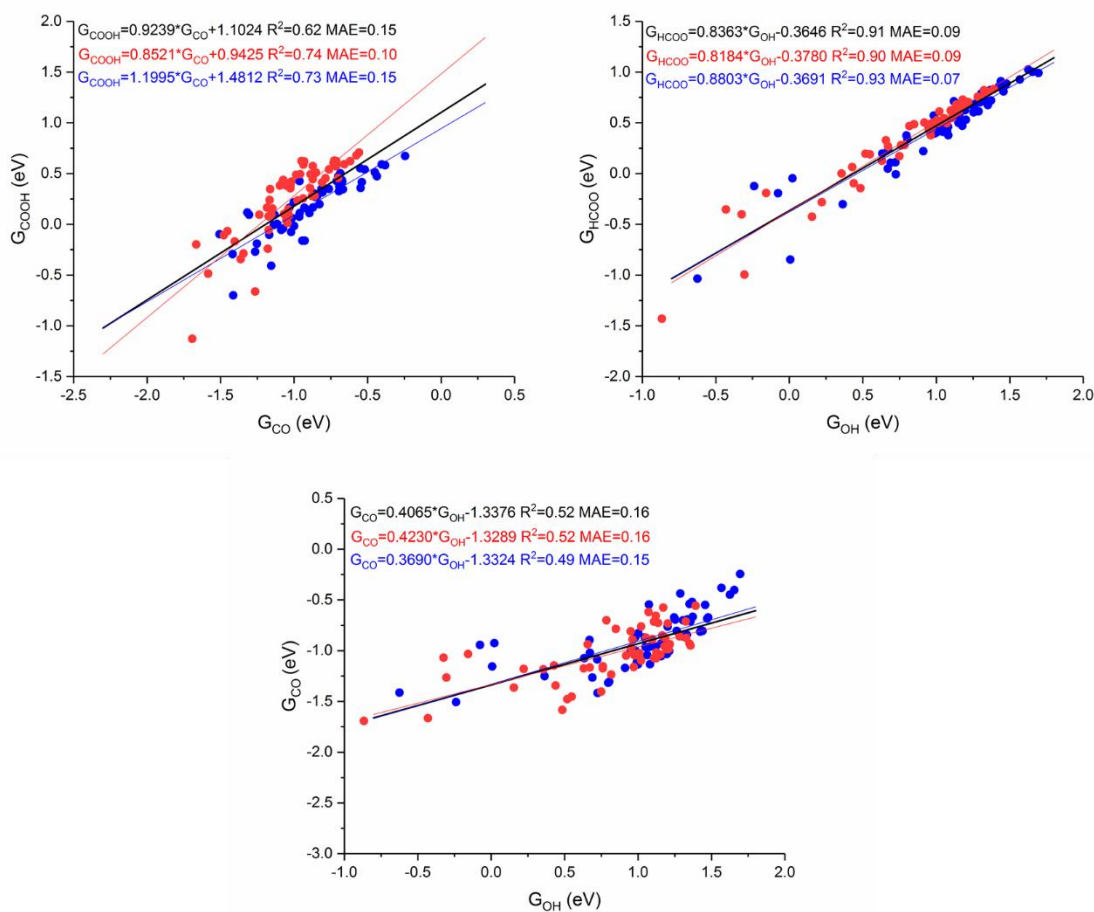 G_COOH=0.9239*G_CO+1.1024 R²=0.62 MAE=0.15
G_COOH=0.8521*G_CO+0.9425 R²=0.74 MAE=0.10
G_COOH=1.1995*G_CO+1.4812 R²=0.73 MAE=0.15
2.0
1.5
1.0
0.5
0.0
-0.5
-1.0
-1.5
G_COOH (eV)
-2.5 -2.0 -1.5 -1.0 -0.5 0.0 0.5
G_CO (eV)
G_HCOO=0.8363*G_OH-0.3646 R²=0.91 MAE=0.09
G_HCOO=0.8184*G_OH-0.3780 R²=0.90 MAE=0.09
G_HCOO=0.8803*G_OH-0.3691 R²=0.93 MAE=0.07
1.5
1.0
0.5
0.0
-0.5
-1.0
-1.5
-2.0
G_HCOO (eV)
-1.0 -0.5 0.0 0.5 1.0 1.5 2.0
G_OH (eV)
G_CO=0.4065*G_OH-1.3376 R²=0.52 MAE=0.16
G_CO=0.4230*G_OH-1.3289 R²=0.52 MAE=0.16
G_CO=0.3690*G_OH-1.3324 R²=0.49 MAE=0.15
0.5
0.0
-0.5
-1.0
-1.5
-2.0
-2.5
-3.0
G_CO (eV)
-1.0 -0.5 0.0 0.5 1.0 1.5 2.0
G_OH (eV)